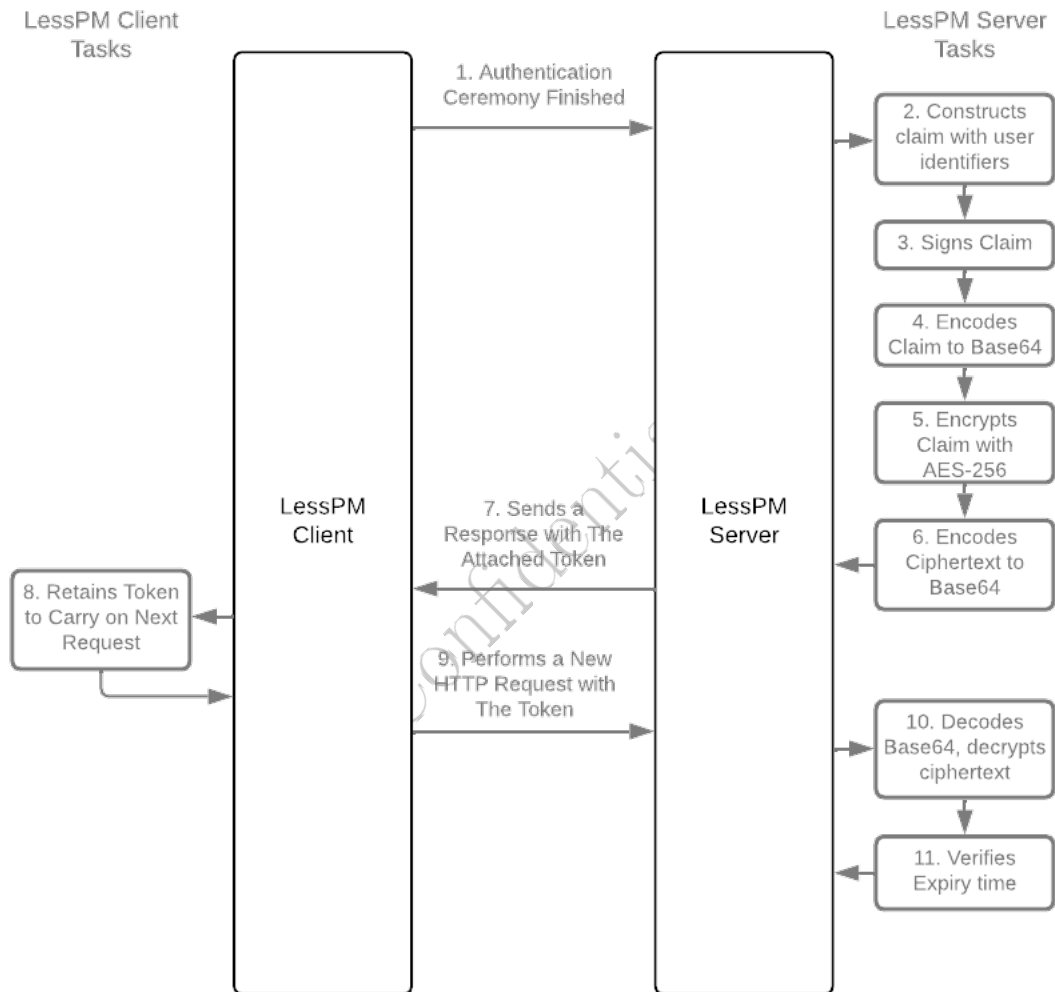 LessPM Client
Tasks
LessPM Server
Tasks
1. Authentication
Ceremony Finished
2. Constructs
claim with user
identifiers
3. Signs Claim
4. Encodes
Claim to Base64
5. Encrypts
Claim with
AES-256
LessPM
Client
7. Sends a
Response with The
Attached Token
LessPM
Server
6. Encodes
Ciphertext to
Base64
8. Retains Token
to Carry on Next
Request
9. Performs a New
HTTP Request with
The Token
10. Decodes
Base64, decrypts
ciphertext
11. Verifies
Expiry time
Confidenti